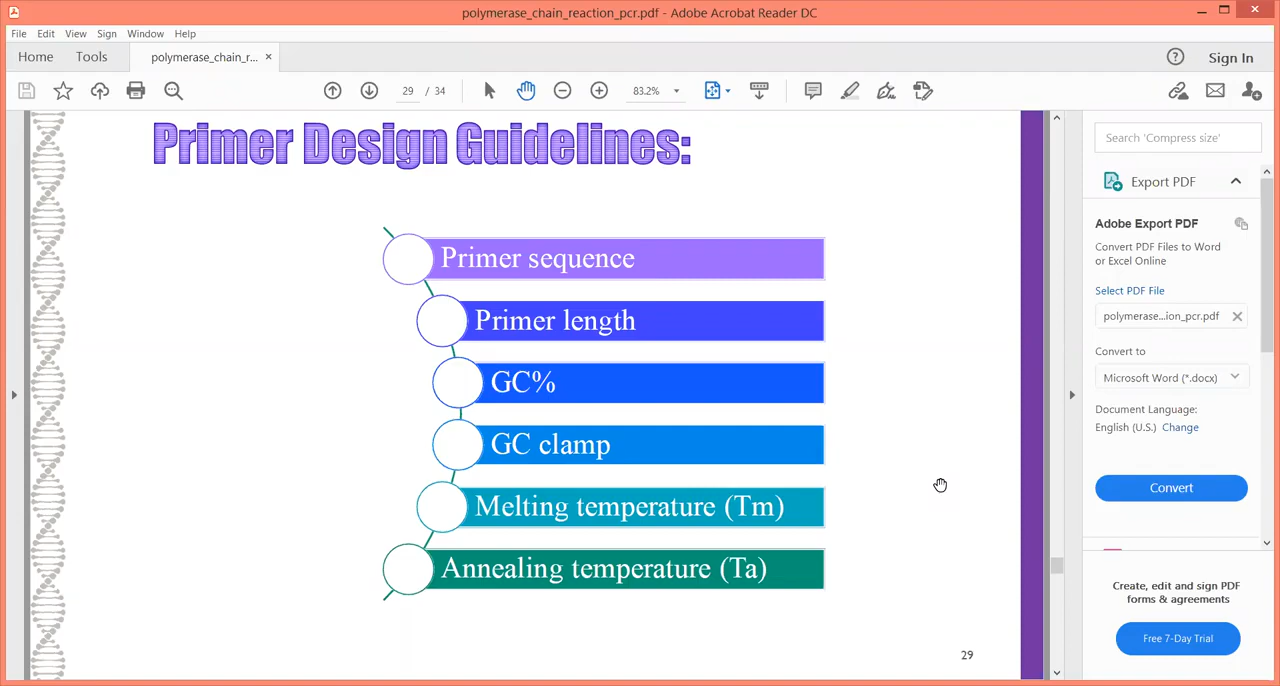 polymerase_chain_reaction_pcr.pdf - Adobe Acrobat Reader DC
File Edit View Sign Window Help
Home Tools polymerase_chain_r... × Sign In
29 / 34 83.2%
Primer Design Guidelines:
Primer sequence
Primer length
GC%
GC clamp
Melting temperature (Tm)
Annealing temperature (Ta)
29
Search 'Compress size'
Export PDF
Adobe Export PDF
Convert PDF Files to Word
or Excel Online
Select PDF File
polymerase...ion_pcr.pdf
Convert to
Microsoft Word (*.docx)
Document Language:
English (U.S.) Change
Convert
Create, edit and sign PDF
forms & agreements
Free 7-Day Trial